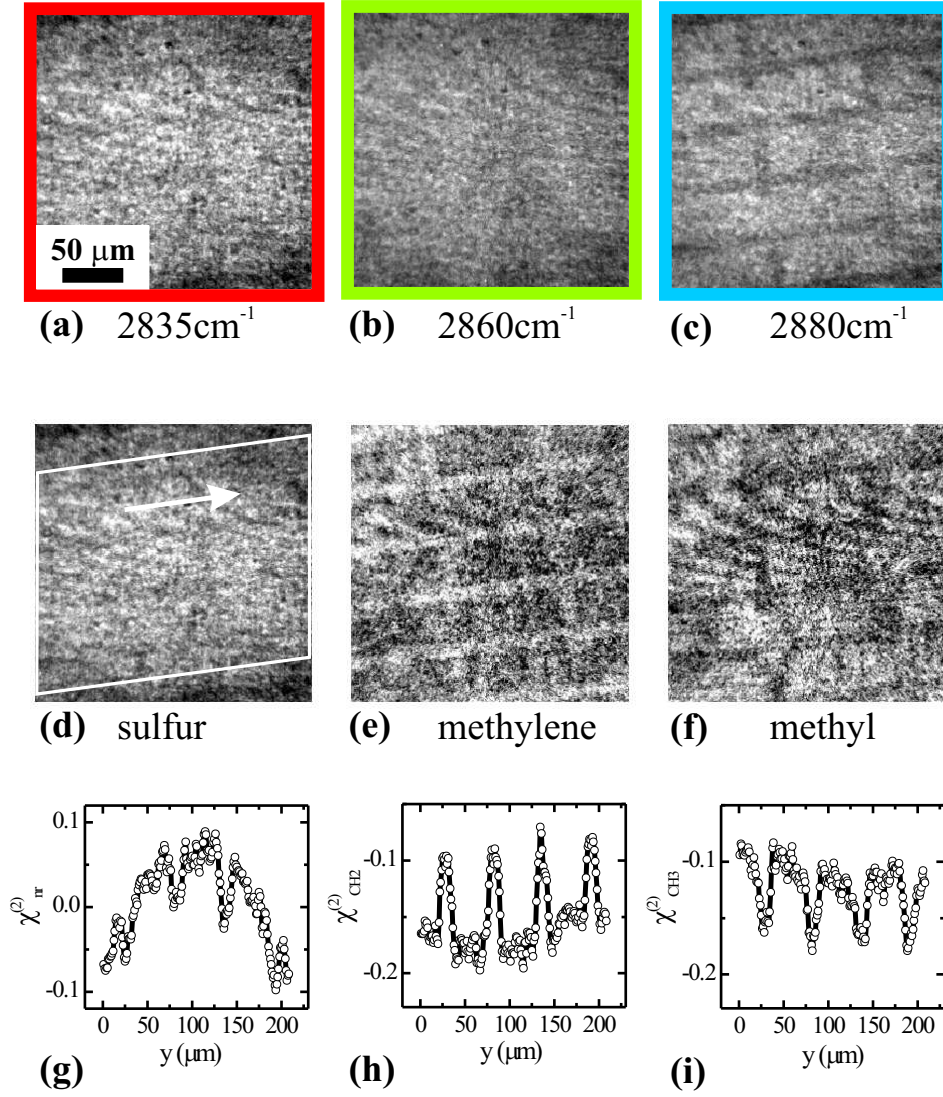 50 μm
(a) 2835cm⁻¹
(b) 2860cm⁻¹
(c) 2880cm⁻¹
(d) sulfur
(e) methylene
(f) methyl
χ⁽²⁾nr
0.1
0.0
-0.1
0 50 100 150 200
y (μm)
(g)
χ⁽²⁾CH2
-0.1
-0.2
0 50 100 150 200
y (μm)
(h)
χ⁽²⁾CH3
-0.1
-0.2
0 50 100 150 200
y (μm)
(i)